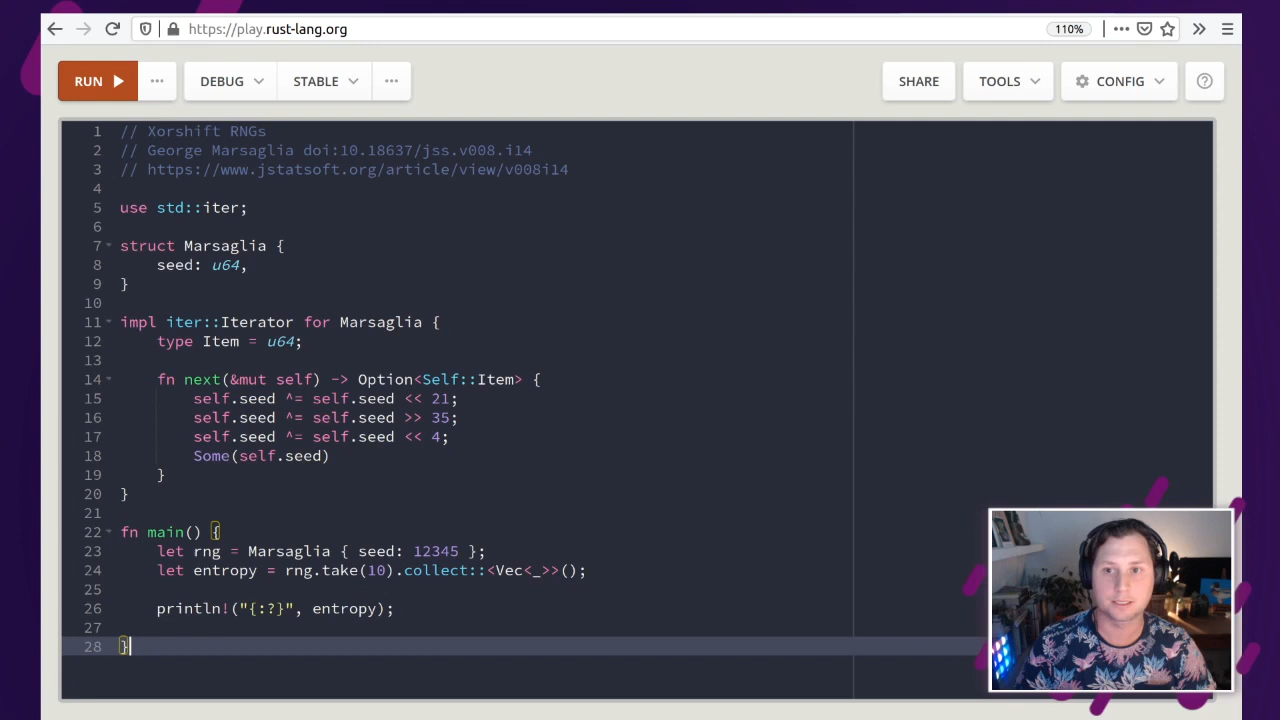 https://play.rust-lang.org
110%
RUN
DEBUG
STABLE
SHARE
TOOLS
CONFIG
1 // Xorshift RNGs
2 // George Marsaglia doi:10.18637/jss.v008.i14
3 // https://www.jstatsoft.org/article/view/v008i14
4
5 use std::iter;
6
7 struct Marsaglia {
8     seed: u64,
9 }
10
11 impl iter::Iterator for Marsaglia {
12     type Item = u64;
13
14     fn next(&mut self) -> Option<Self::Item> {
15         self.seed ^= self.seed << 21;
16         self.seed ^= self.seed >> 35;
17         self.seed ^= self.seed << 4;
18         Some(self.seed)
19     }
20 }
21
22 fn main() {
23     let rng = Marsaglia { seed: 12345 };
24     let entropy = rng.take(10).collect::<Vec<_>>();
25
26     println!("{:?}", entropy);
27
28 }